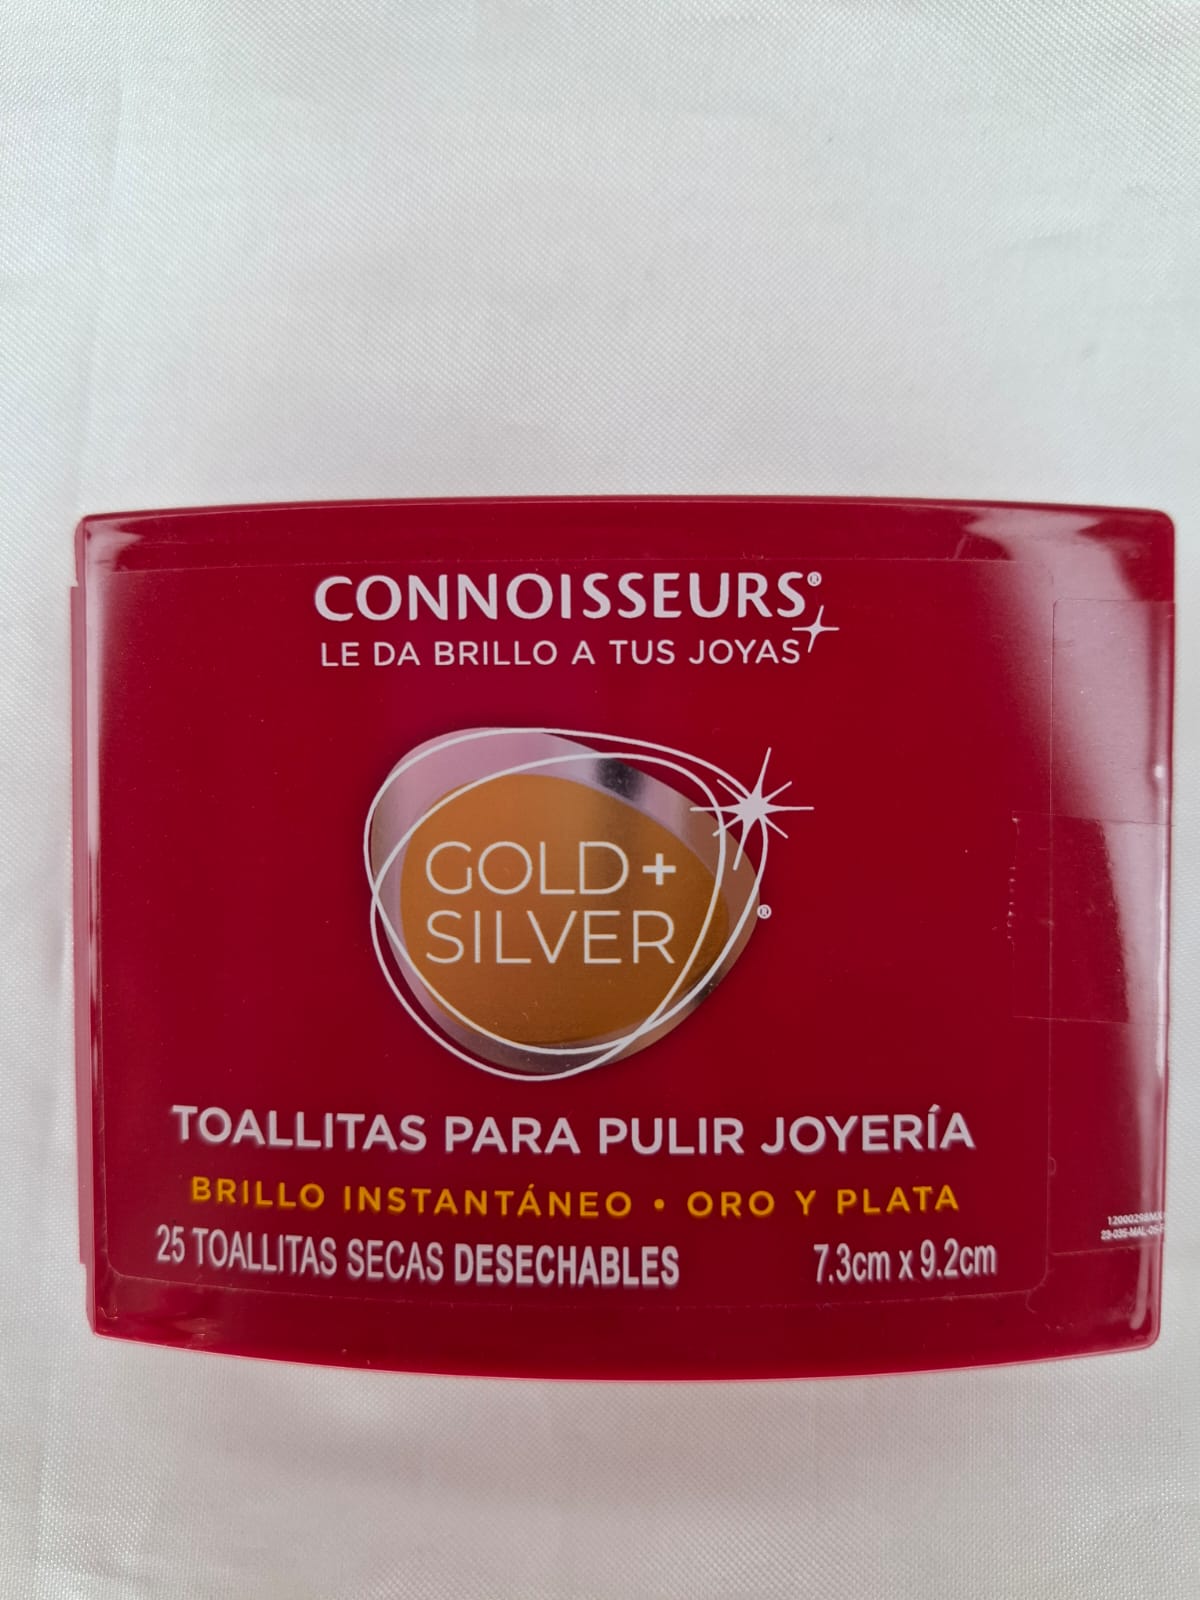 CONNOISSEURS®
LE DA BRILLO A TUS JOYAS
GOLD +
SILVER
®
TOALLITAS PARA PULIR JOYERÍA
BRILLO INSTANTÁNEO • ORO Y PLATA
25 TOALLITAS SECAS DESECHABLES 7.3cm x 9.2cm